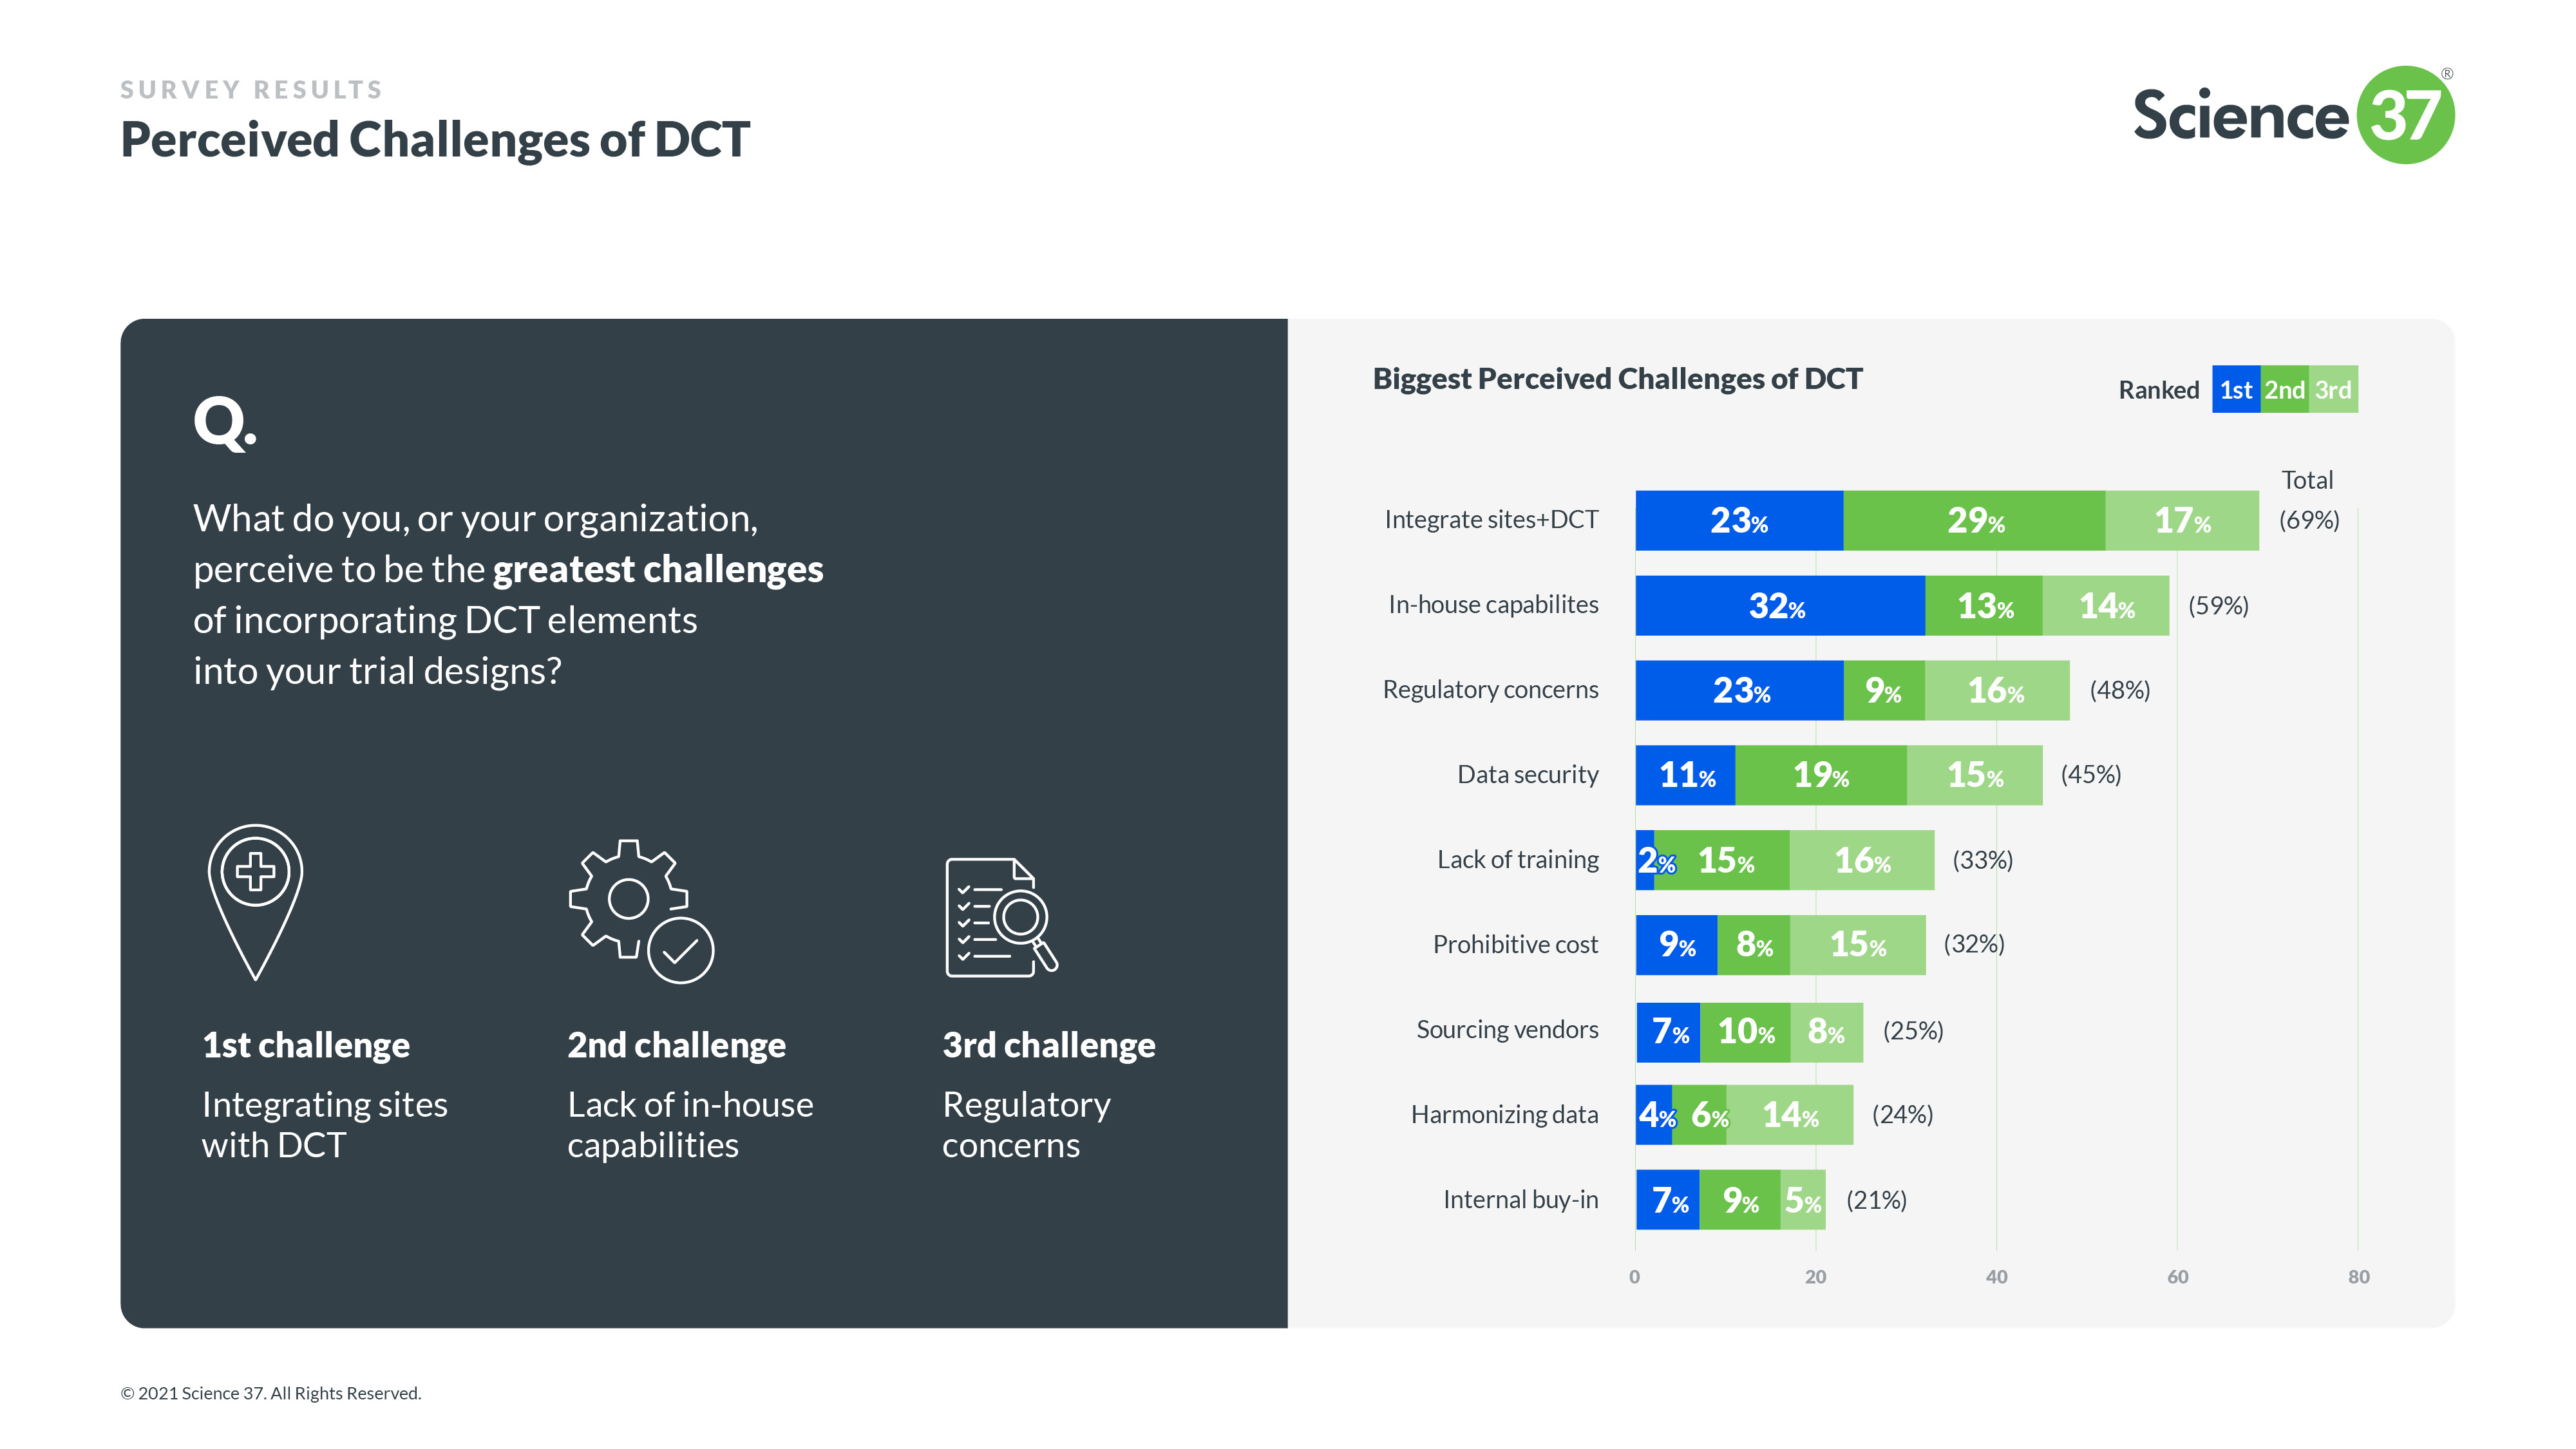 SURVEY RESULTS
Perceived Challenges of DCT
Science 37®
Q.
What do you, or your organization,
perceive to be the greatest challenges
of incorporating DCT elements
into your trial designs?
1st challenge
Integrating sites
with DCT
2nd challenge
Lack of in-house
capabilities
3rd challenge
Regulatory
concerns
Biggest Perceived Challenges of DCT
Ranked 1st 2nd 3rd
Total
Integrate sites+DCT 23% 29% 17% (69%)
In-house capabilites 32% 13% 14% (59%)
Regulatory concerns 23% 9% 16% (48%)
Data security 11% 19% 15% (45%)
Lack of training 2% 15% 16% (33%)
Prohibitive cost 9% 8% 15% (32%)
Sourcing vendors 7% 10% 8% (25%)
Harmonizing data 4% 6% 14% (24%)
Internal buy-in 7% 9% 5% (21%)
0 20 40 60 80
© 2021 Science 37. All Rights Reserved.